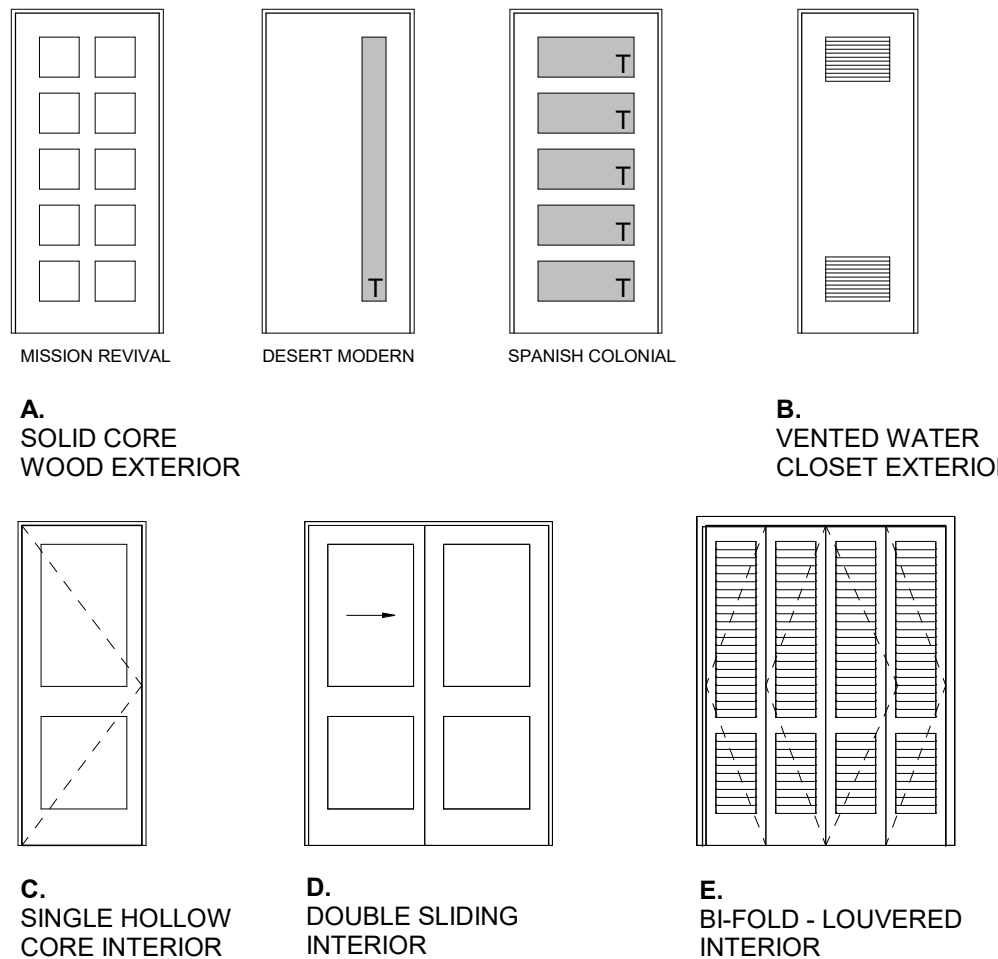 T
T
T
T
T
T
MISSION REVIVAL
DESERT MODERN
SPANISH COLONIAL
A.
SOLID CORE
WOOD EXTERIOR
B.
VENTED WATER
CLOSET EXTERIO
C.
SINGLE HOLLOW
CORE INTERIOR
D.
DOUBLE SLIDING
INTERIOR
E.
BI-FOLD - LOUVERED
INTERIOR